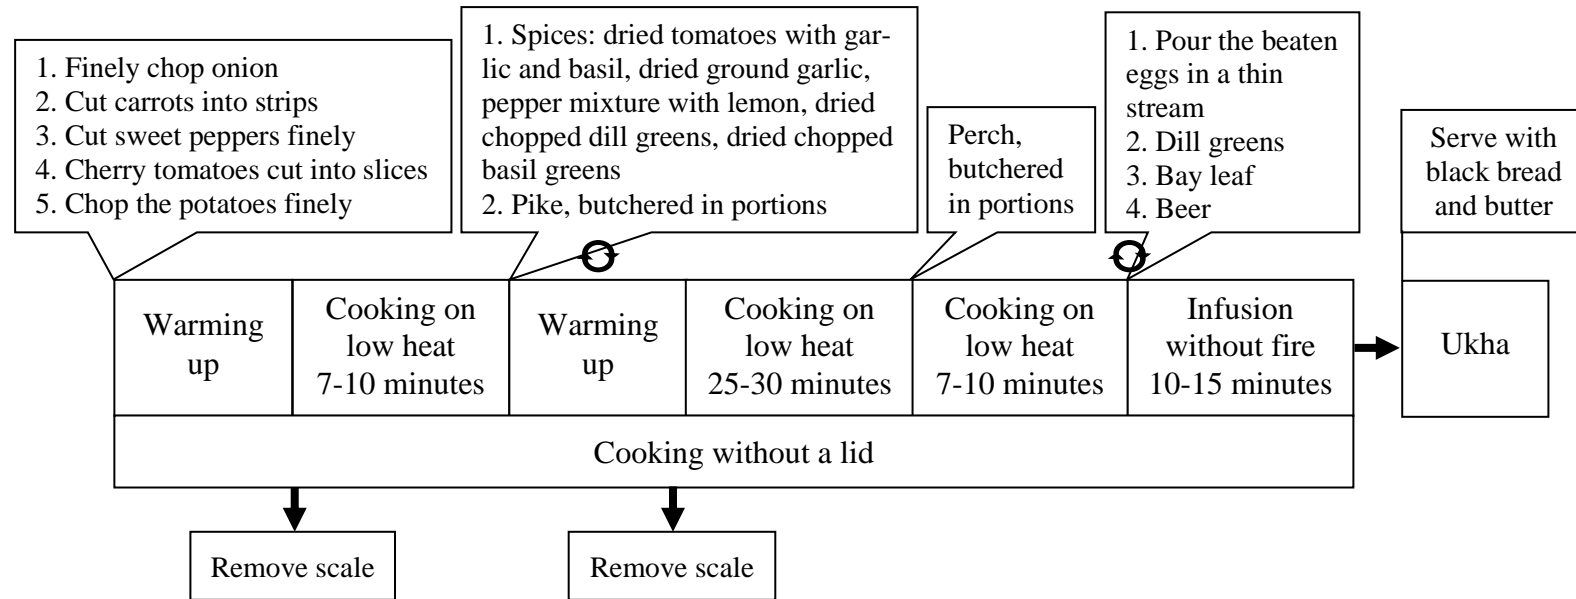 1. Finely chop onion
2. Cut carrots into strips
3. Cut sweet peppers finely
4. Cherry tomatoes cut into slices
5. Chop the potatoes finely
1. Spices: dried tomatoes with gar-
lic and basil, dried ground garlic,
pepper mixture with lemon, dried
chopped dill greens, dried chopped
basil greens
2. Pike, butchered in portions
Perch,
butchered
in portions
1. Pour the beaten
eggs in a thin
stream
2. Dill greens
3. Bay leaf
4. Beer
Serve with
black bread
and butter
Warming
up
Cooking on
low heat
7-10 minutes
Warming
up
Cooking on
low heat
25-30 minutes
Cooking on
low heat
7-10 minutes
Infusion
without fire
10-15 minutes
Ukha
Cooking without a lid
Remove scale
Remove scale